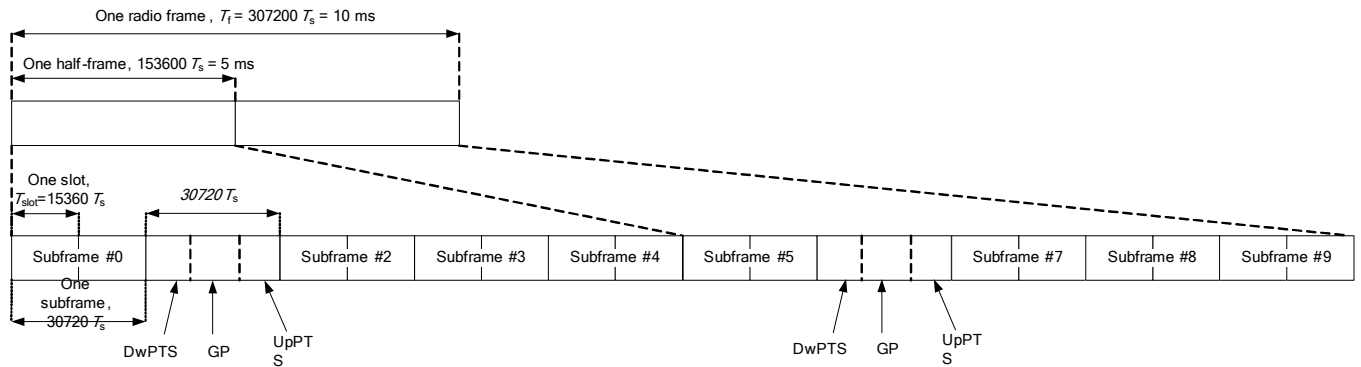 One radio frame , Tf = 307200 Ts = 10 ms
One half-frame, 153600 Ts = 5 ms
One slot,
Tslot=15360 Ts
30720 Ts
Subframe #0
Subframe #2
Subframe #3
Subframe #4
Subframe #5
Subframe #7
Subframe #8
Subframe #9
One
subframe ,
30720 Ts
DwPTS
GP
UpPT
S
DwPTS
GP
UpPT
S